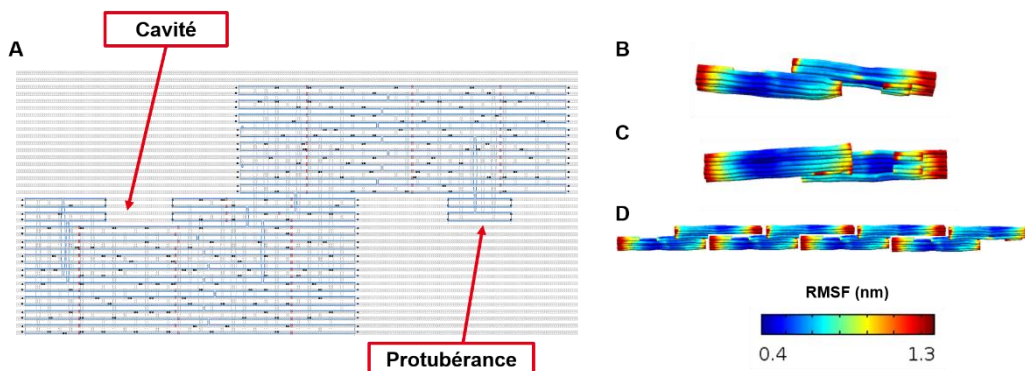 Cavité
A
Protubérance
B
C
D
RMSF (nm)
0.4 1.3